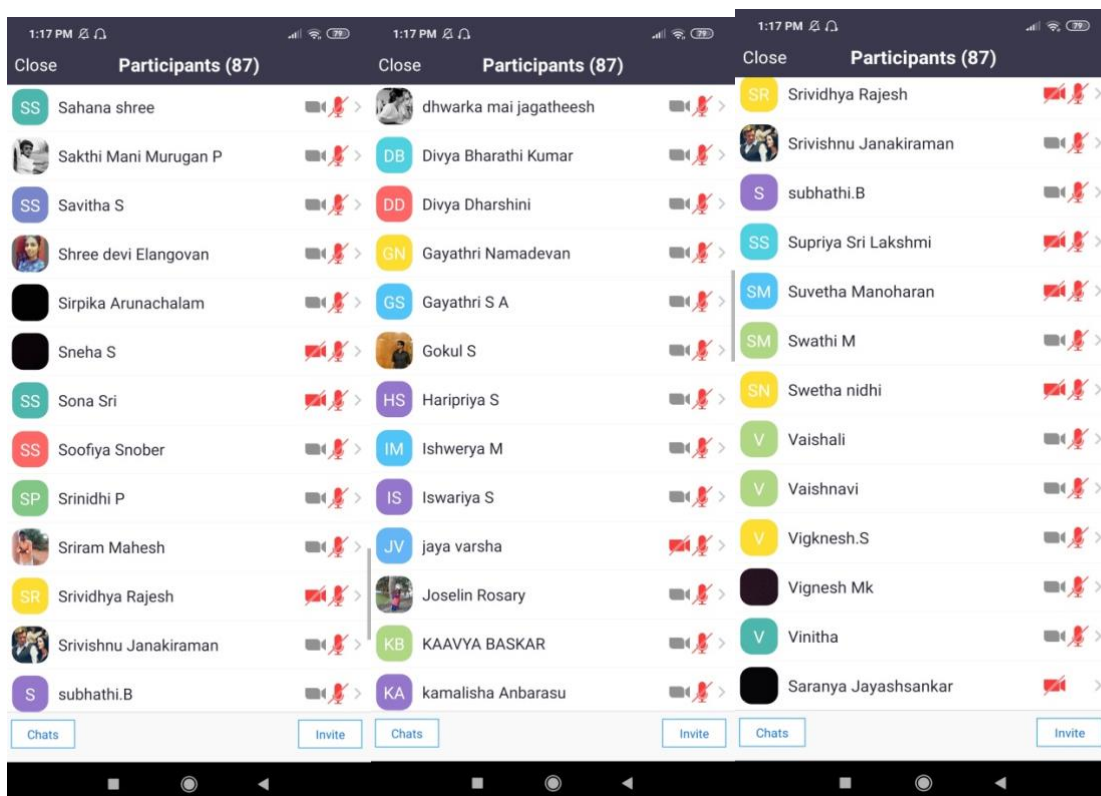 1:17 PM
79
Close Participants (87)
SS Sahana shree
Sakthi Mani Murugan P
SS Savitha S
Shree devi Elangovan
Sirpika Arunachalam
Sneha S
SS Sona Sri
SS Soofiya Snober
SP Srinidhi P
Sriram Mahesh
SR Srividhya Rajesh
Srivishnu Janakiraman
S subhathi.B
Chats Invite
1:17 PM
79
Close Participants (87)
dhwarka mai jagatheesh
DB Divya Bharathi Kumar
DD Divya Dharshini
GN Gayathri Namadevan
GS Gayathri S A
Gokul S
HS Haripriya S
IM Ishwerya M
IS Iswariya S
JV jaya varsha
Joselin Rosary
KB KAAVYA BASKAR
KA kamalisha Anbarasu
Chats Invite
1:17 PM
79
Close Participants (87)
SR Srividhya Rajesh
Srivishnu Janakiraman
S subhathi.B
SS Supriya Sri Lakshmi
SM Suvetha Manoharan
SM Swathi M
SN Swetha nidhi
V Vaishali
V Vaishnavi
V Vigknesh.S
Vignesh Mk
V Vinitha
Saranya Jayashsankar
Chats Invite